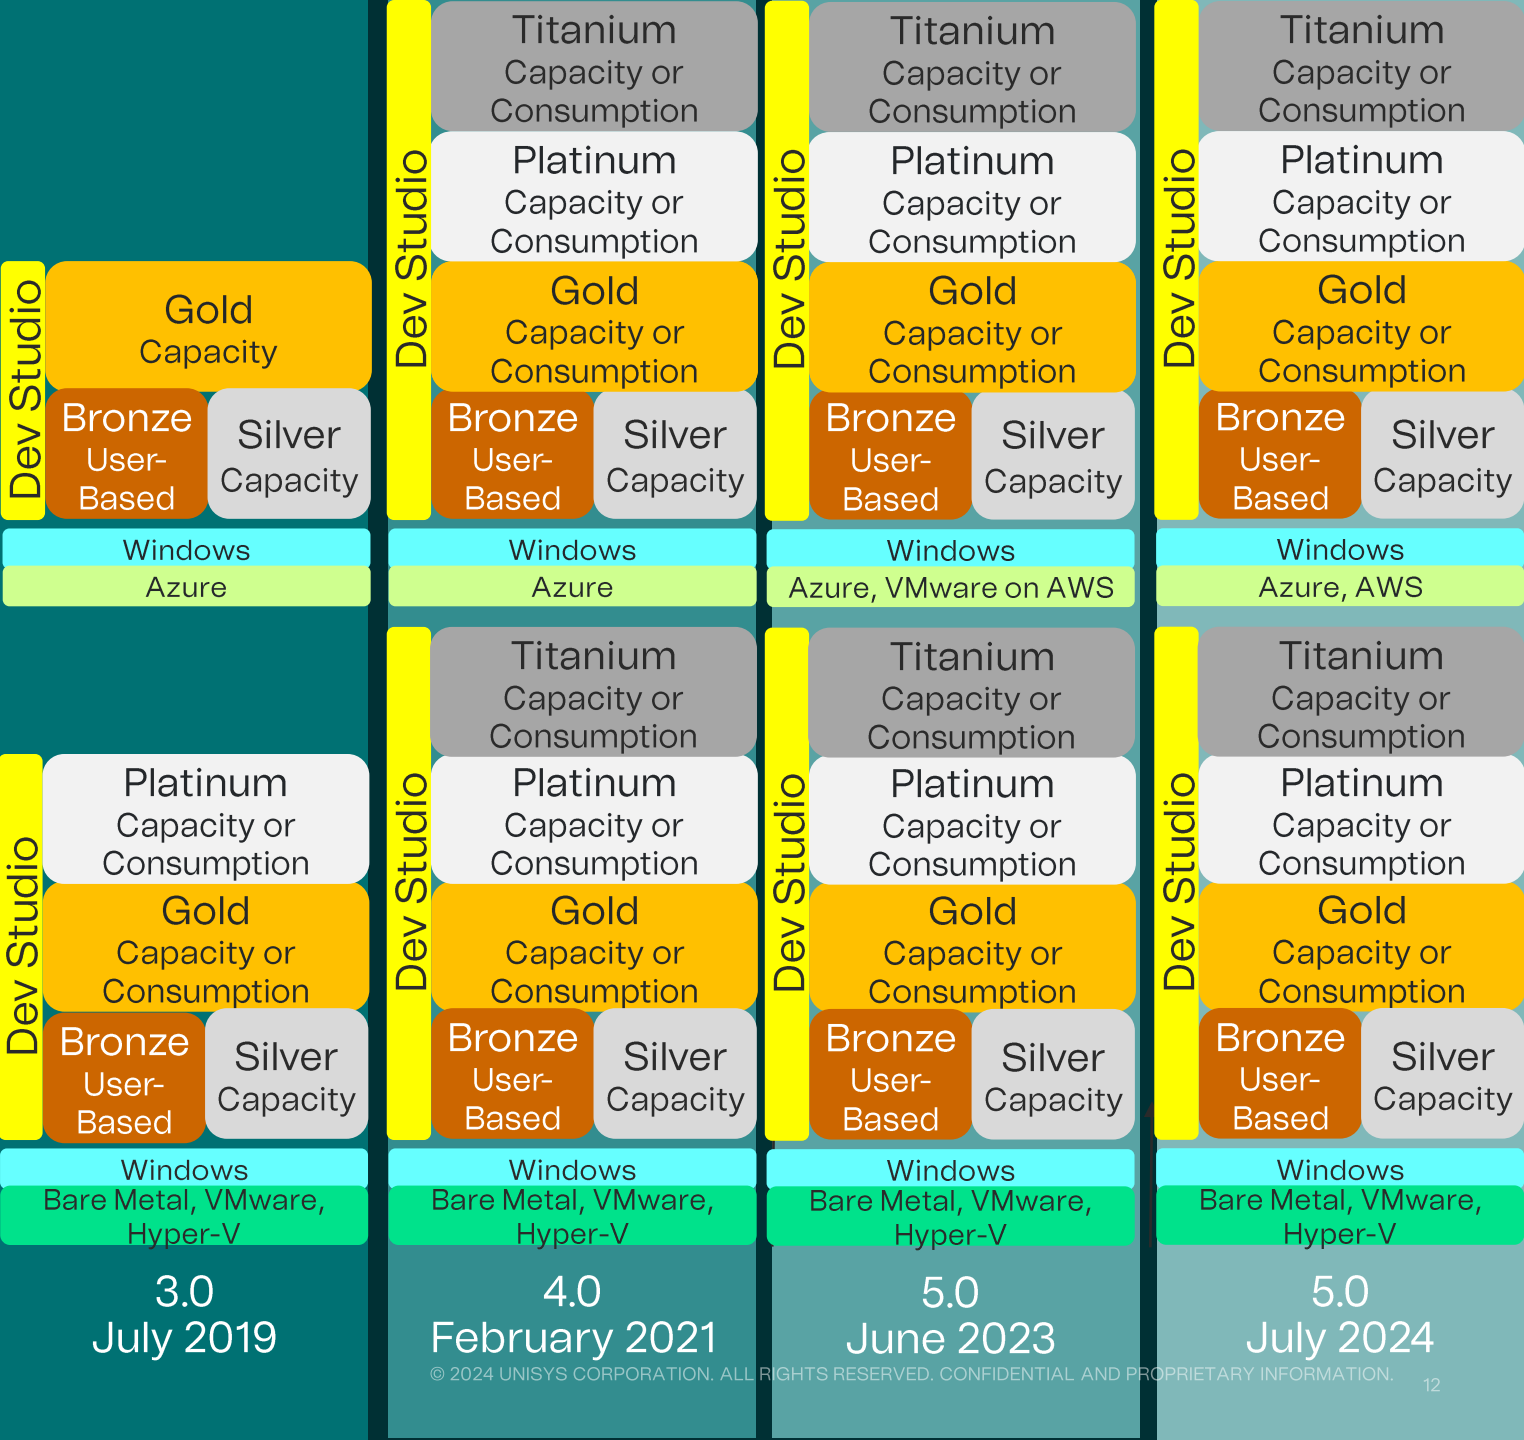 Dev Studio
Gold
Capacity
Bronze
User-
Based
Silver
Capacity
Windows
Azure
Dev Studio
Platinum
Capacity or
Consumption
Gold
Capacity or
Consumption
Bronze
User-
Based
Silver
Capacity
Windows
Bare Metal, VMware,
Hyper-V
3.0
July 2019
Dev Studio
Titanium
Capacity or
Consumption
Platinum
Capacity or
Consumption
Gold
Capacity or
Consumption
Bronze
User-
Based
Silver
Capacity
Windows
Azure
Dev Studio
Titanium
Capacity or
Consumption
Platinum
Capacity or
Consumption
Gold
Capacity or
Consumption
Bronze
User-
Based
Silver
Capacity
Windows
Bare Metal, VMware,
Hyper-V
4.0
February 2021
Dev Studio
Titanium
Capacity or
Consumption
Platinum
Capacity or
Consumption
Gold
Capacity or
Consumption
Bronze
User-
Based
Silver
Capacity
Windows
Azure, VMware on AWS
Dev Studio
Titanium
Capacity or
Consumption
Platinum
Capacity or
Consumption
Gold
Capacity or
Consumption
Bronze
User-
Based
Silver
Capacity
Windows
Bare Metal, VMware,
Hyper-V
5.0
June 2023
Dev Studio
Titanium
Capacity or
Consumption
Platinum
Capacity or
Consumption
Gold
Capacity or
Consumption
Bronze
User-
Based
Silver
Capacity
Windows
Azure, AWS
Dev Studio
Titanium
Capacity or
Consumption
Platinum
Capacity or
Consumption
Gold
Capacity or
Consumption
Bronze
User-
Based
Silver
Capacity
Windows
Bare Metal, VMware,
Hyper-V
5.0
July 2024
© 2024 UNISYS CORPORATION. ALL RIGHTS RESERVED. CONFIDENTIAL AND PROPRIETARY INFORMATION.
12